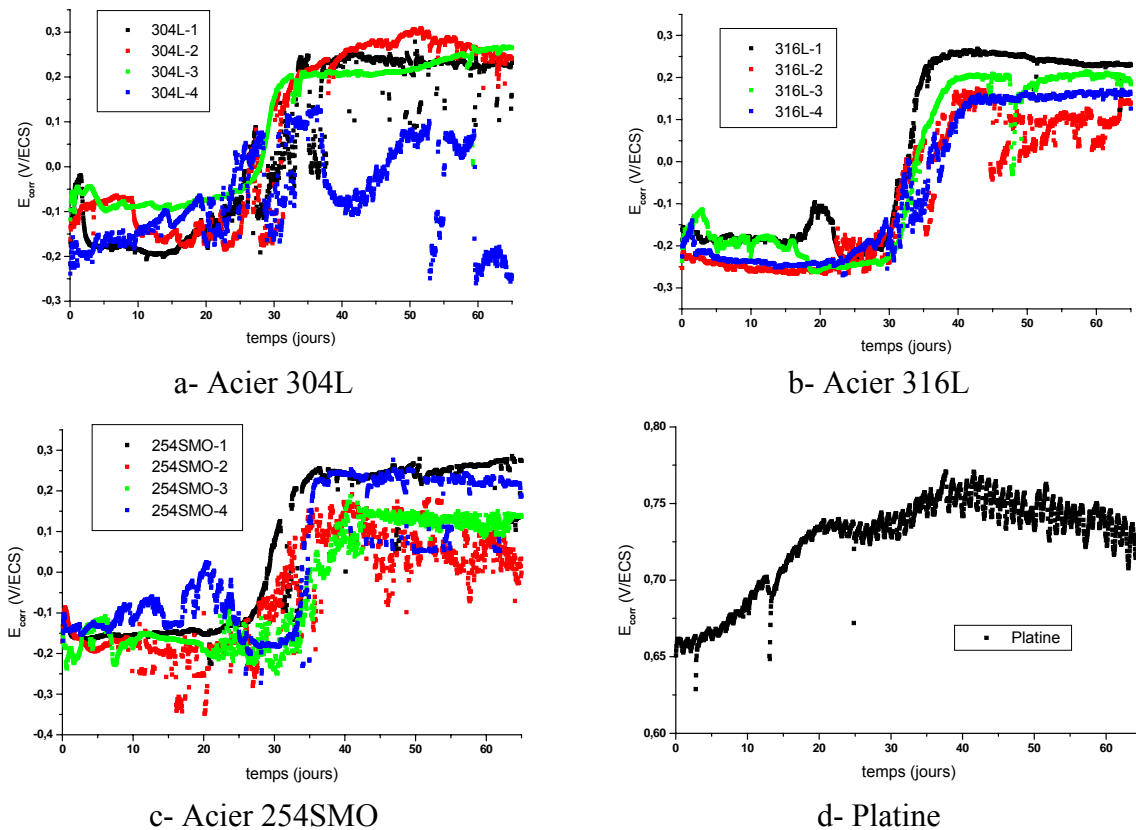 304L-1
304L-2
304L-3
304L-4
E_corr (V/ECS)
0,3
0,2
0,1
0,0
-0,1
-0,2
-0,3
0 10 20 30 40 50 60
temps (jours)
a- Acier 304L
316L-1
316L-2
316L-3
316L-4
E_corr (V/ECS)
0,3
0,2
0,1
0,0
-0,1
-0,2
-0,3
0 10 20 30 40 50 60
temps (jours)
b- Acier 316L
254SMO-1
254SMO-2
254SMO-3
254SMO-4
E_corr (V/ECS)
0,3
0,2
0,1
0,0
-0,1
-0,2
-0,3
-0,4
0 10 20 30 40 50 60
temps (jours)
c- Acier 254SMO
Platine
E_corr (V/ECS)
0,80
0,75
0,70
0,65
0,60
0 10 20 30 40 50 60
temps (jours)
d- Platine